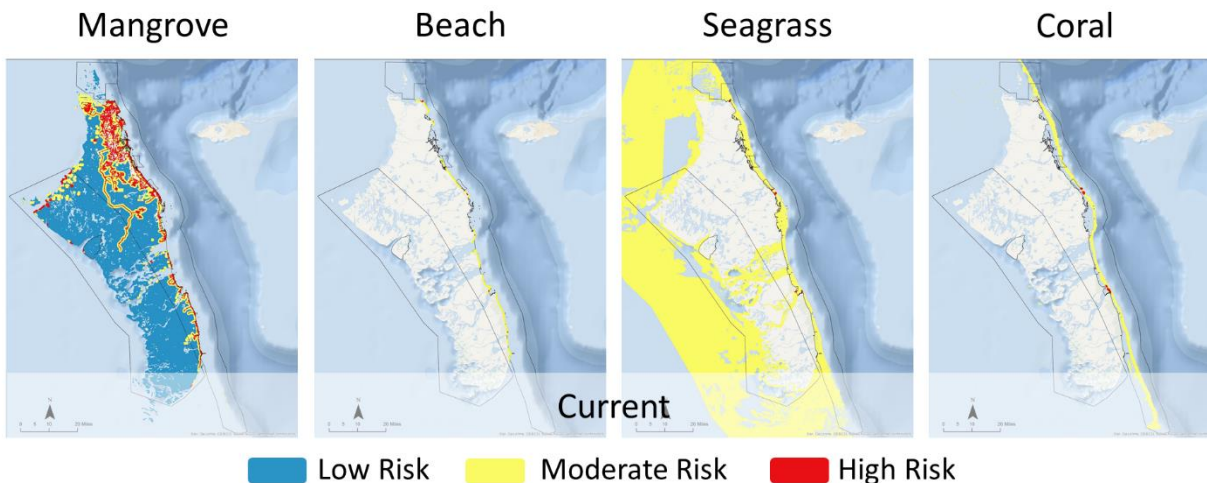 Mangrove
Beach
Seagrass
Coral
Current
Low Risk
Moderate Risk
High Risk